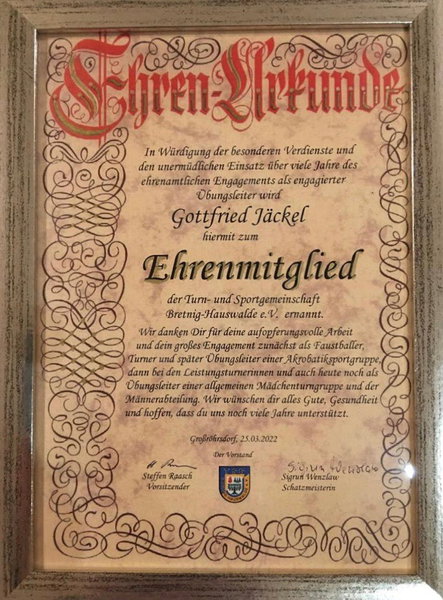 Ehren-Urkunde
In Würdigung der besonderen Verdienste und
den unermüdlichen Einsatz über viele Jahre des
ehrenamtlichen Engagements als engagierter
Übungsleiter wird
Gottfried Jäckel
hiermit zum
Ehrenmitglied
der Turn- und Sportgemeinschaft
Bretnig-Hauswalde e.V. ernannt.
Wir danken Dir für deine aufopferungsvolle Arbeit
und dein großes Engagement zunächst als Faustballer,
Turner und später Übungsleiter einer Akrobatiksportgruppe,
dann bei den Leistungsturnerinnen und auch heute noch als
Übungsleiter einer allgemeinen Mädchenturngruppe und der
Männerabteilung. Wir wünschen dir alles Gute, Gesundheit
und hoffen, dass du uns noch viele Jahre unterstützt.
Großröhrsdorf, 25.03.2022
Der Vorstand
Steffen Raasch
Vorsitzender
Sigrun Wenzlaw
Sigrun Wenzlaw
Schatzmeisterin